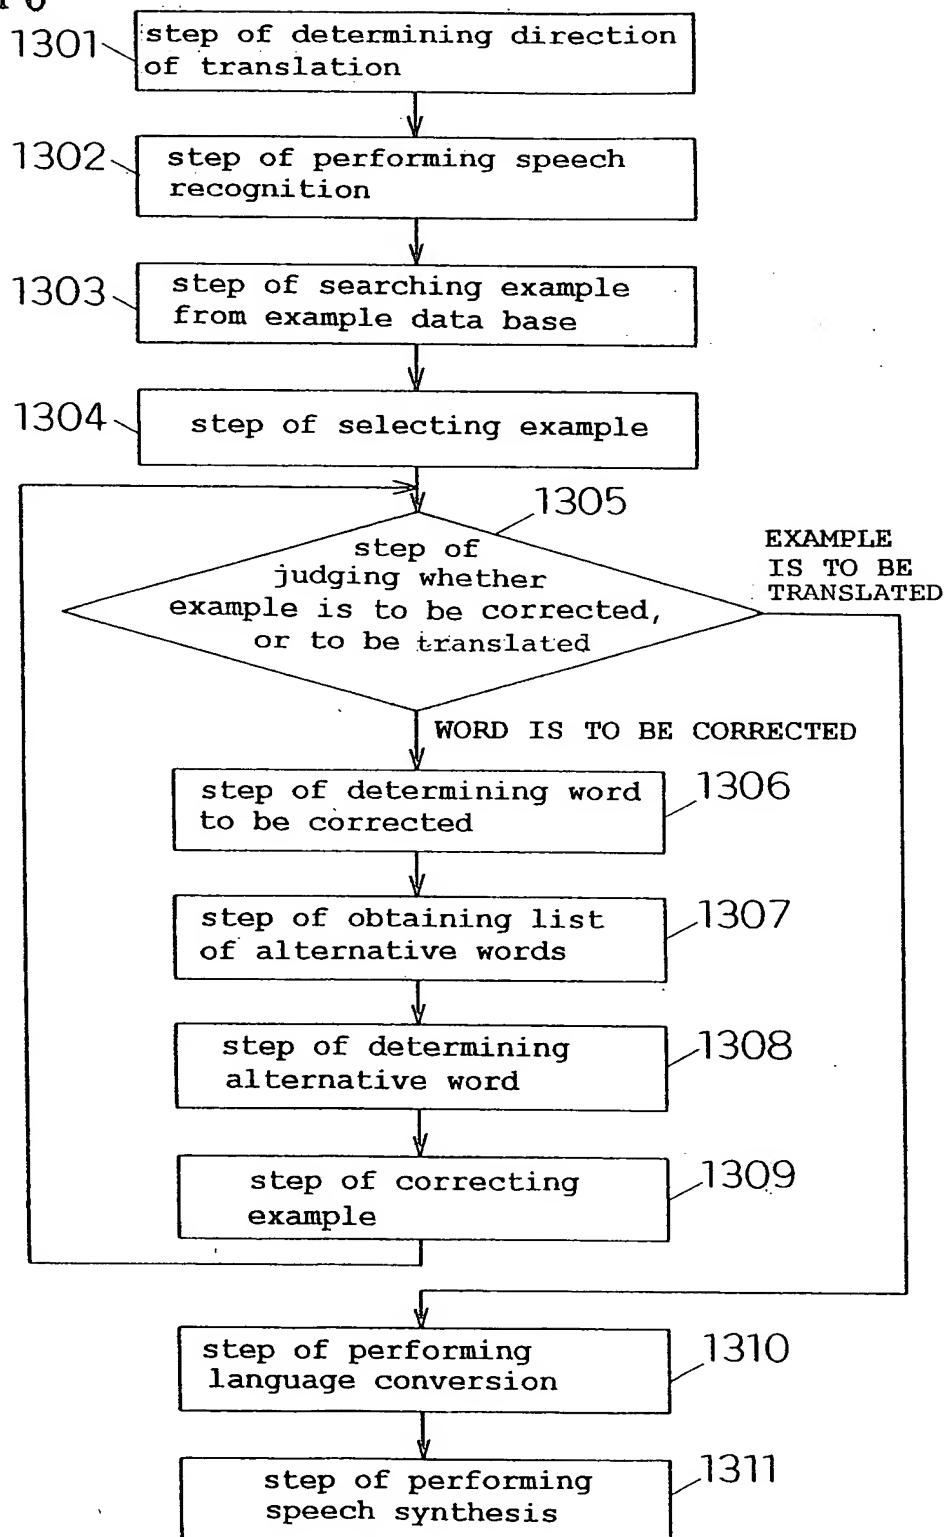 1301
step of determining direction
of translation
1302
step of performing speech
recognition
1303
step of searching example
from example data base
1304
step of selecting example
1305
step of
judging whether
example is to be corrected,
or to be translated
EXAMPLE
IS TO BE
TRANSLATED
WORD IS TO BE CORRECTED
step of determining word
to be corrected
1306
step of obtaining list
of alternative words
1307
step of determining
alternative word
1308
step of correcting
example
1309
step of performing
language conversion
1310
step of performing
speech synthesis
1311